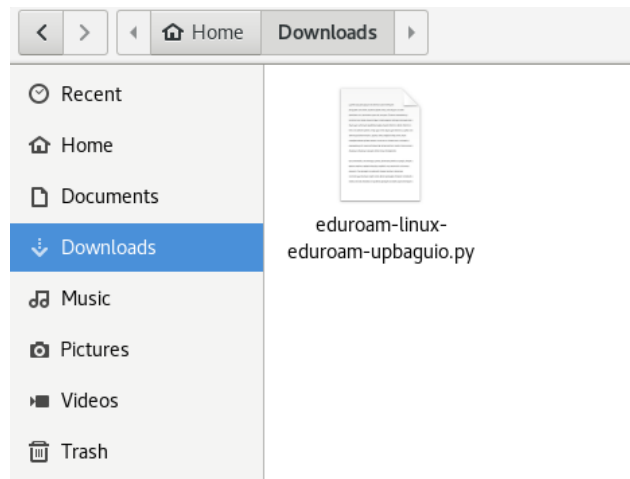 Home Downloads
Recent
Home
Documents
Downloads
Music
Pictures
Videos
Trash
eduroam-linux-
eduroam-upbaguio.py